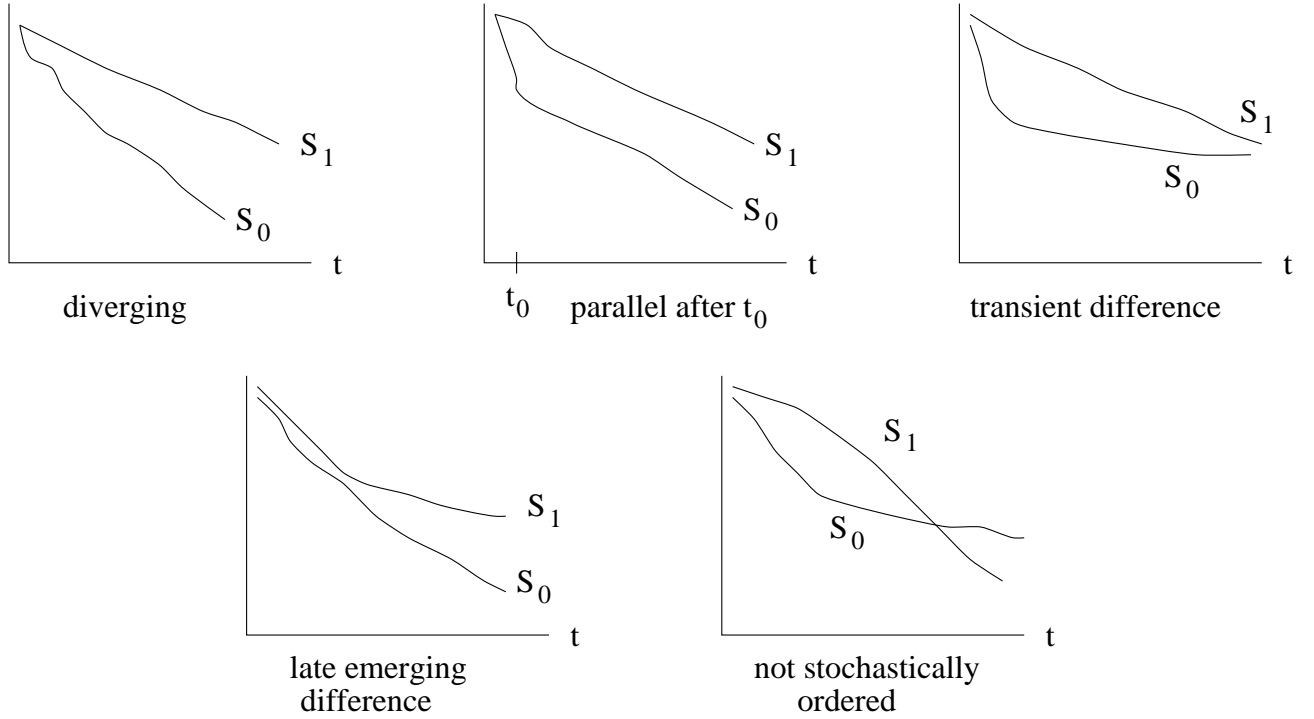 S1
S0
t
diverging
S1
S0
t
t0
parallel after t0
S1
S0
t
transient difference
S1
S0
t
late emerging
difference
S1
S0
t
not stochastically
ordered